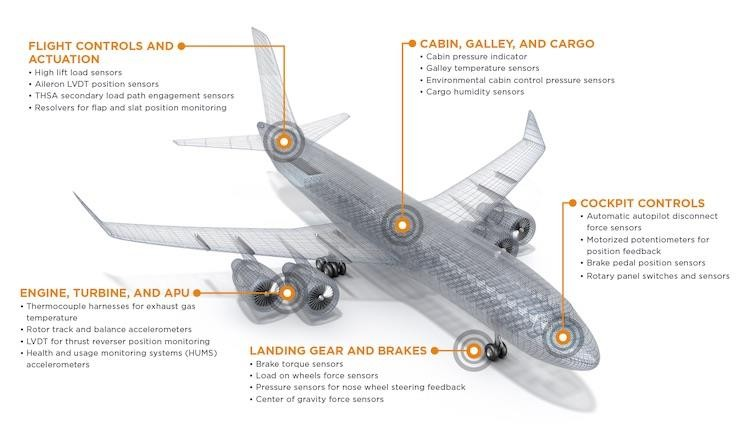 FLIGHT CONTROLS AND
ACTUATION
• High lift load sensors
• Aileron LVDT position sensors
• THSA secondary load path engagement sensors
• Resolvers for flap and slat position monitoring
CABIN, GALLEY, AND CARGO
• Cabin pressure indicator
• Galley temperature sensors
• Environmental cabin control pressure sensors
• Cargo humidity sensors
COCKPIT CONTROLS
• Automatic autopilot disconnect
force sensors
• Motorized potentiometers for
position feedback
• Brake pedal position sensors
• Rotary panel switches and sensors
ENGINE, TURBINE, AND APU
• Thermocouple harnesses for exhaust gas
temperature
• Rotor track and balance accelerometers
• LVDT for thrust reverser position monitoring
• Health and usage monitoring systems (HUMS)
accelerometers
LANDING GEAR AND BRAKES
• Brake torque sensors
• Load on wheels force sensors
• Pressure sensors for nose wheel steering feedback
• Center of gravity force sensors